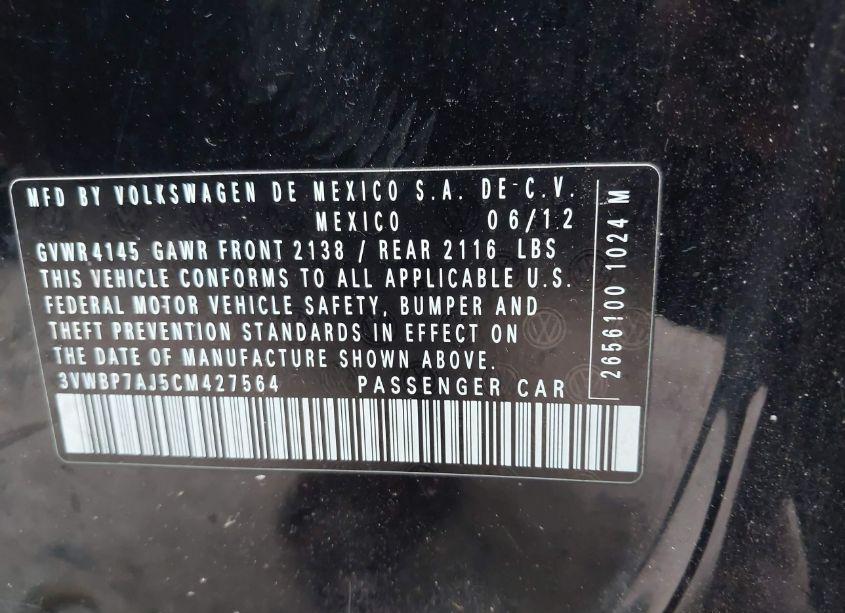 MFD BY VOLKSWAGEN DE MEXICO S.A. DE C.V.
MEXICO 06/12
GVWR4145 GAWR FRONT 2138 / REAR 2116 LBS
THIS VEHICLE CONFORMS TO ALL APPLICABLE U.S.
FEDERAL MOTOR VEHICLE SAFETY, BUMPER AND
THEFT PREVENTION STANDARDS IN EFFECT ON
THE DATE OF MANUFACTURE SHOWN ABOVE.
3VWBP7AJ5CM427564 PASSENGER CAR
2656100 1024 M